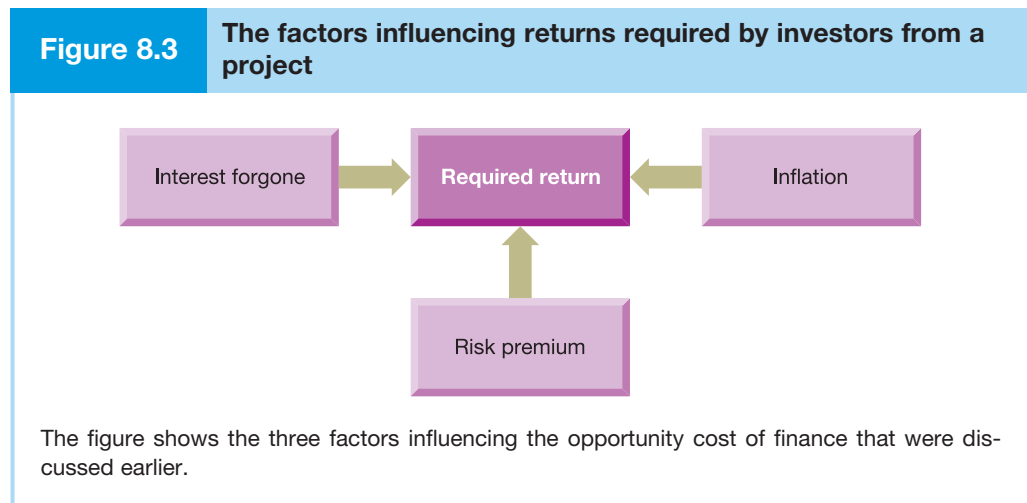 Figure 8.3
The factors influencing returns required by investors from a
project
Interest forgone
Required return
Inflation
Risk premium
The figure shows the three factors influencing the opportunity cost of finance that were dis-
cussed earlier.